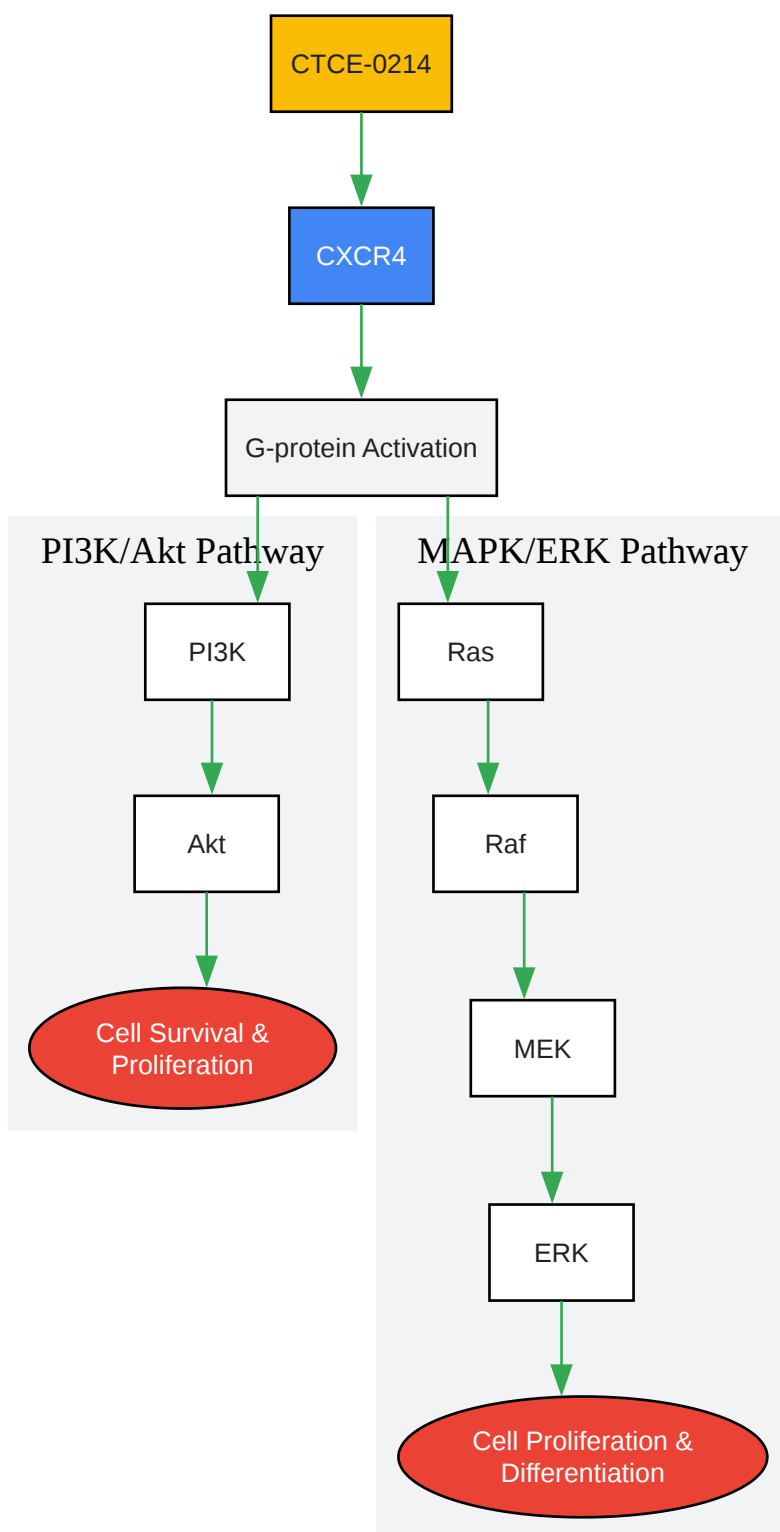 CTCE-0214
CXCR4
G-protein Activation
PI3K/Akt Pathway
PI3K
Akt
Cell Survival &
Proliferation
MAPK/ERK Pathway
Ras
Raf
MEK
ERK
Cell Proliferation &
Differentiation